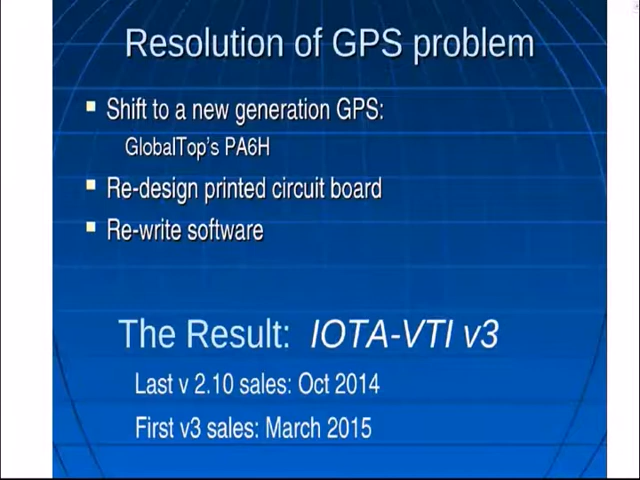 Resolution of GPS problem
Shift to a new generation GPS:
GlobalTop's PA6H
Re-design printed circuit board
Re-write software
The Result: IOTA-VTI v3
Last v 2.10 sales: Oct 2014
First v3 sales: March 2015